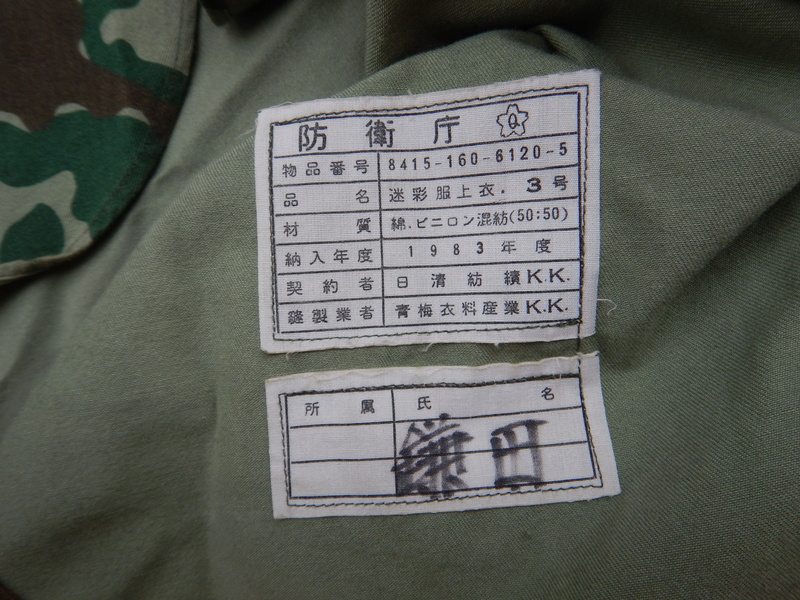 防衛庁 Q
物品番号 8415-160-6120-5
品名 迷彩服上衣. 3号
材質 綿.ビニロン混紡(50:50)
納入年度 1983年度
契約者 日清紡績K.K.
縫製業者 青梅衣料産業K.K.
所属 氏名
鎌田